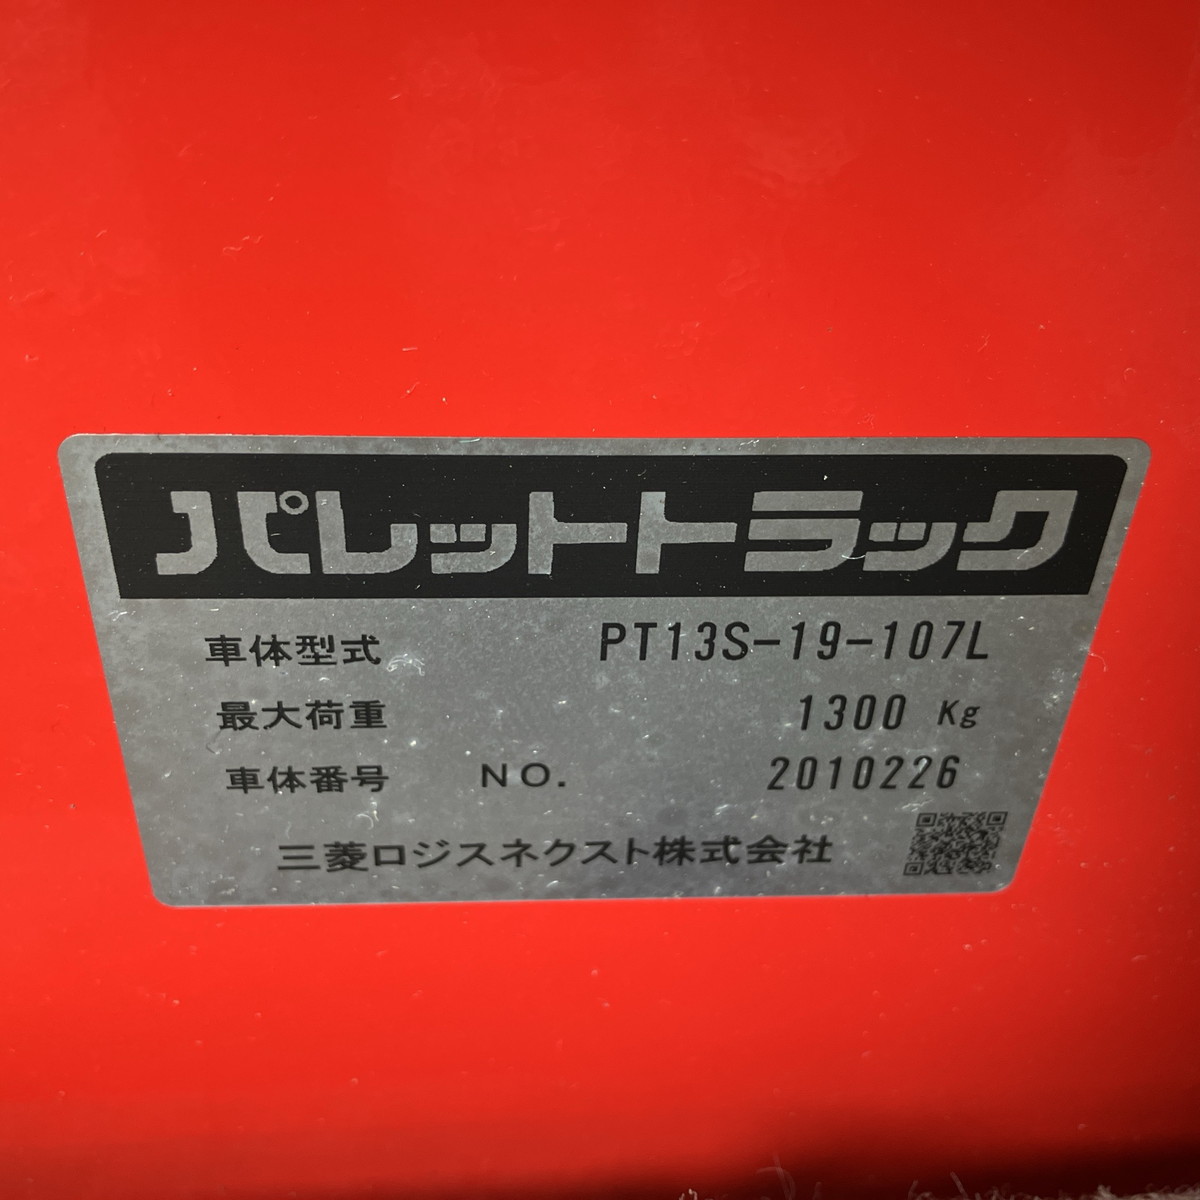 パレットトラック
車体型式 PT13S-19-107L
最大荷重 1300 Kg
車体番号 NO. 2010226
三菱ロジスネクスト株式会社